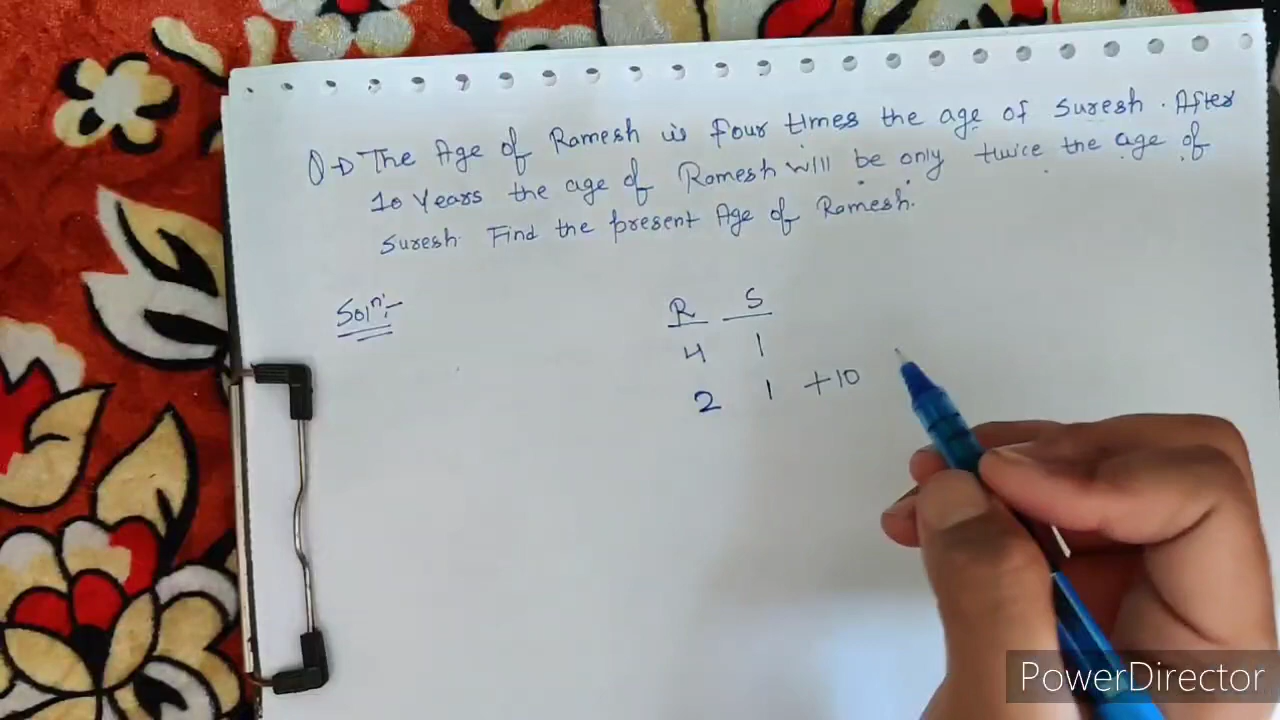 Q→ The Age of Ramesh is four times the age of Suresh. After
10 Years the age of Ramesh will be only twice the age of
Suresh. Find the present Age of Ramesh.
Solⁿ:-
R S
4 1
2 1 +10
PowerDirector